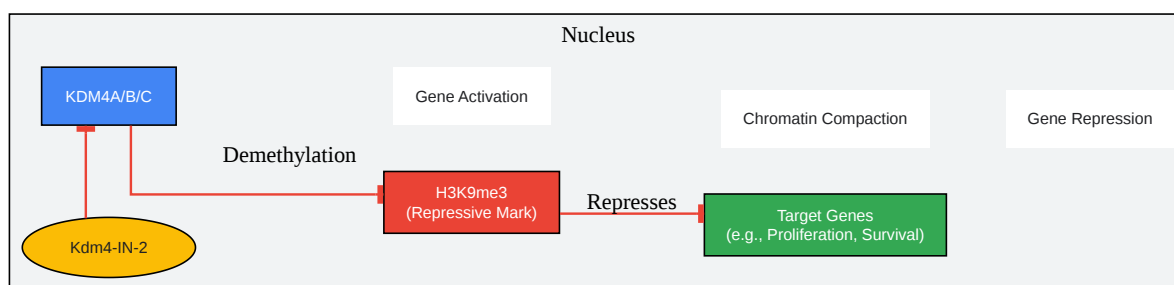 Nucleus
KDM4A/B/C
Gene Activation
Chromatin Compaction
Gene Repression
Demethylation
H3K9me3
(Repressive Mark)
Represses
Target Genes
(e.g., Proliferation, Survival)
Kdm4-IN-2